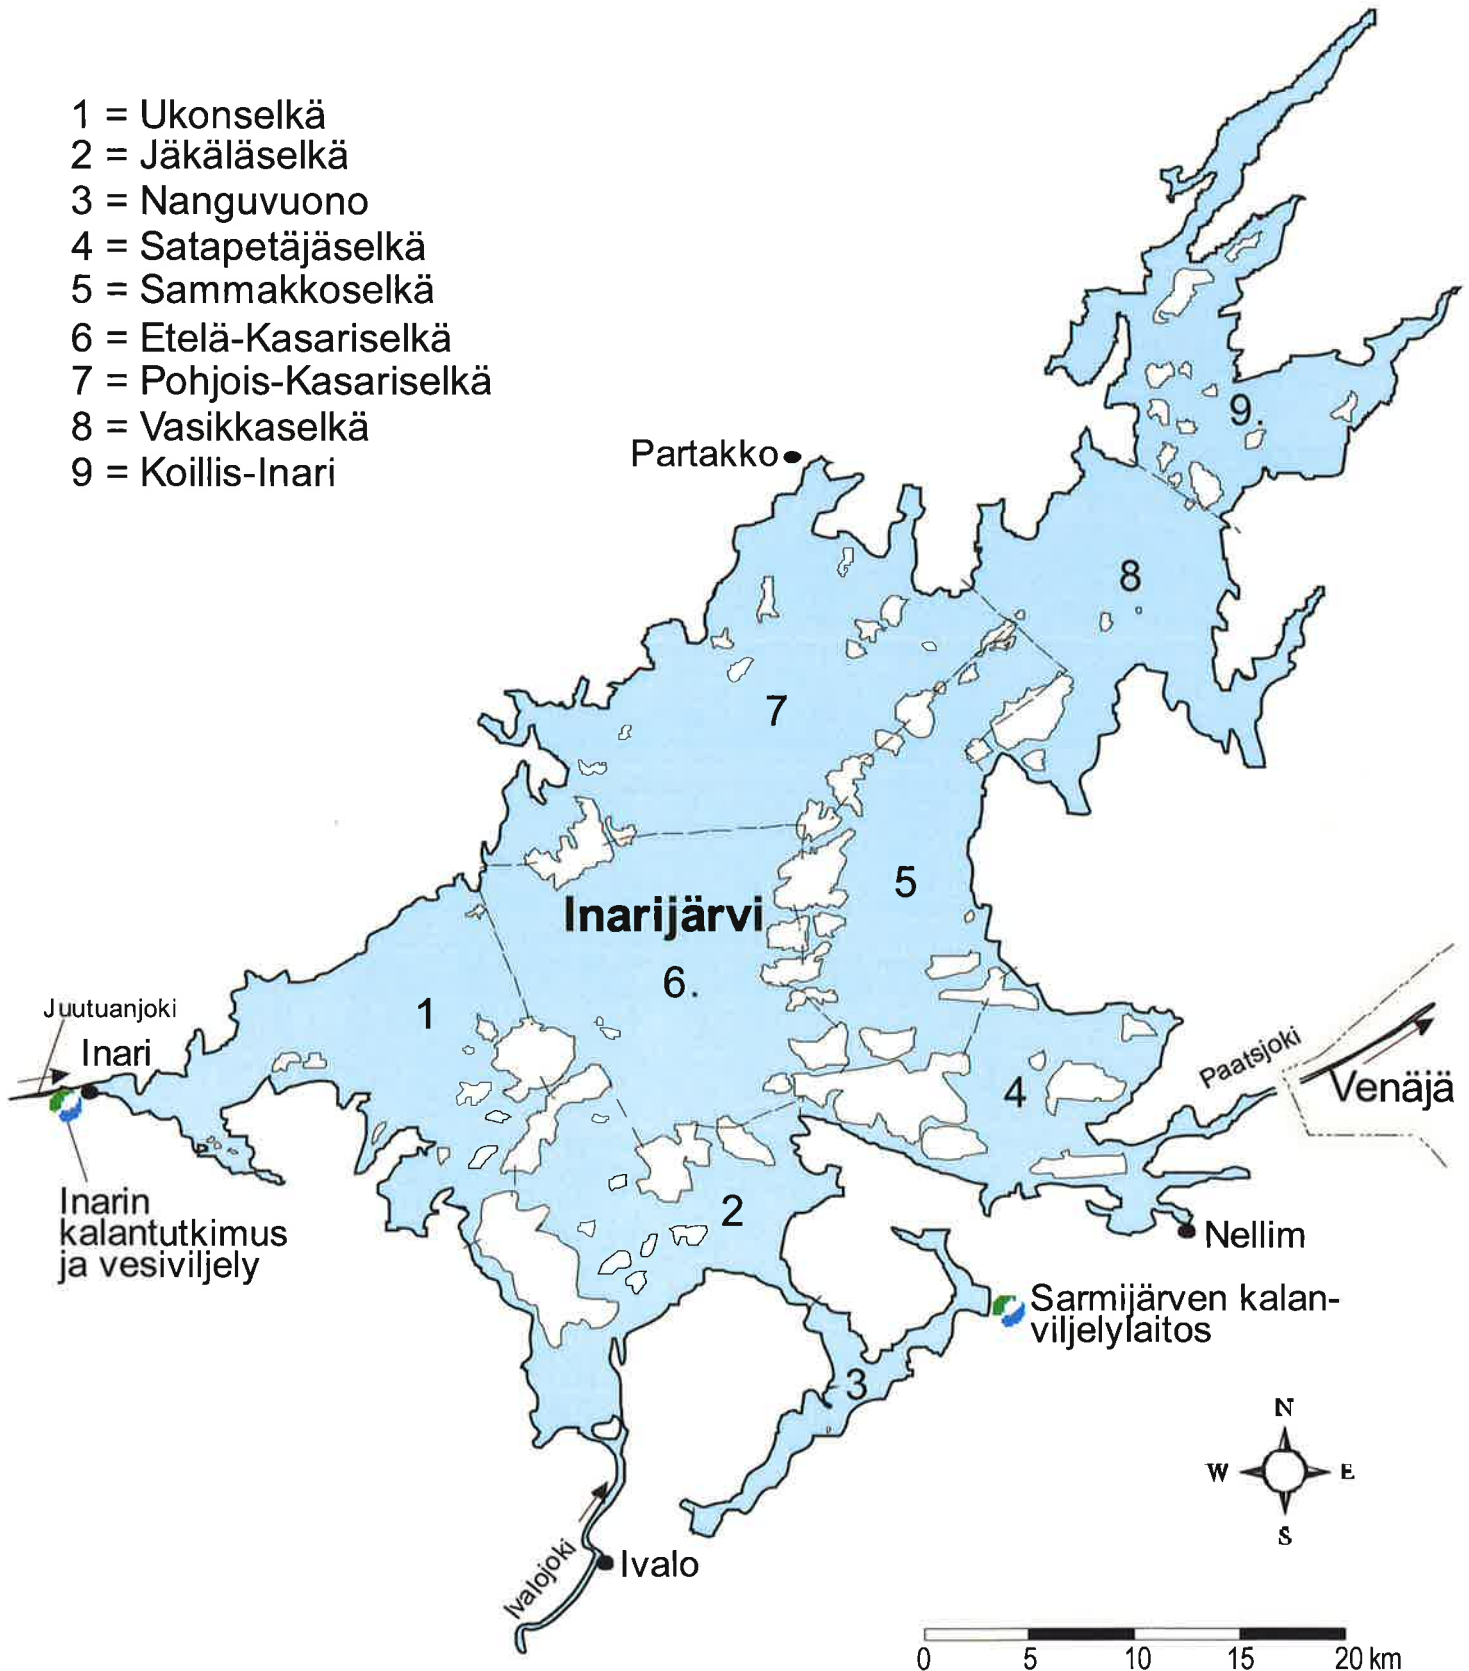 1 = Ukonselkä
2 = Jäkäläselkä
3 = Nanguvuono
4 = Satapetäjäselkä
5 = Sammakkoselkä
6 = Etelä-Kasariselkä
7 = Pohjois-Kasariselkä
8 = Vasikkaselkä
9 = Koillis-Inari
9.
Partakko
8
7
5
Inarijärvi
6.
1
Juutuanjoki
Inari
Paatsjoki
Venäjä
4
Inarin
kalantutkimus
ja vesiviljely
2
Nellim
Sarmijärven kalan-
viljelylaitos
3
N
W
E
S
Ivalojoki
Ivalo
0 5 10 15 20 km